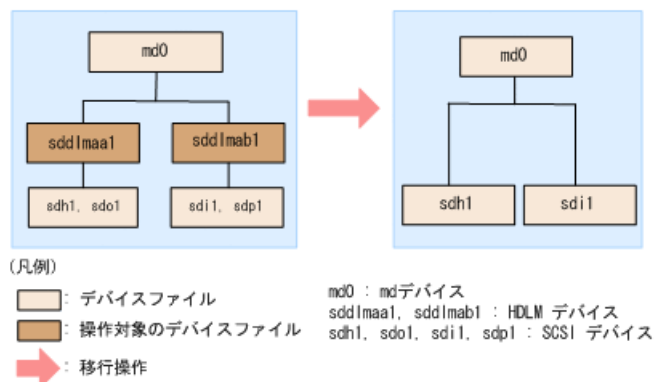 md0
sddlmaa1
sddlmab1
sdh1, sdo1
sdi1, sdp1
md0
sdh1
sdi1
(凡例)
: デバイスファイル
: 操作対象のデバイスファイル
: 移行操作
md0 : mdデバイス
sddlmaa1, sddlmab1 : HDLM デバイス
sdh1, sdo1, sdi1, sdp1 : SCSI デバイス